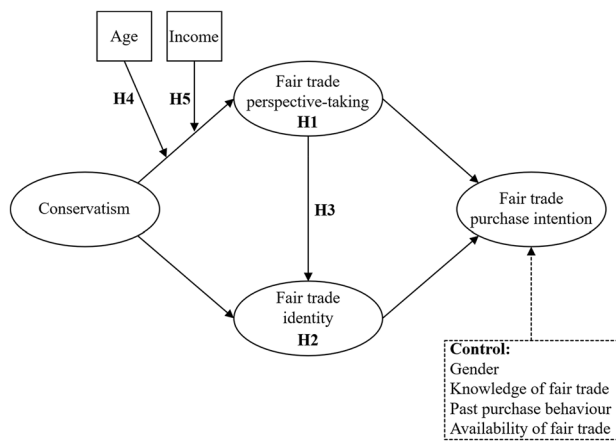 Age
Income
H4
H5
Fair trade
perspective-taking
H1
Conservatism
H3
Fair trade
purchase intention
Fair trade
identity
H2
Control:
Gender
Knowledge of fair trade
Past purchase behaviour
Availability of fair trade